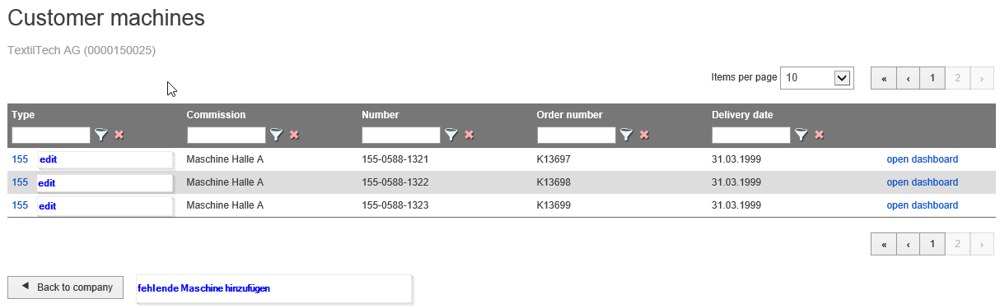 Customer machines
TextilTech AG (0000150025)
Items per page 10 « ‹ 1 2 ›
Type Commission Number Order number Delivery date
155 edit Maschine Halle A 155-0588-1321 K13697 31.03.1999 open dashboard
155 edit Maschine Halle A 155-0588-1322 K13698 31.03.1999 open dashboard
155 edit Maschine Halle A 155-0588-1323 K13699 31.03.1999 open dashboard
« ‹ 1 2 ›
Back to company fehlende Maschine hinzufügen